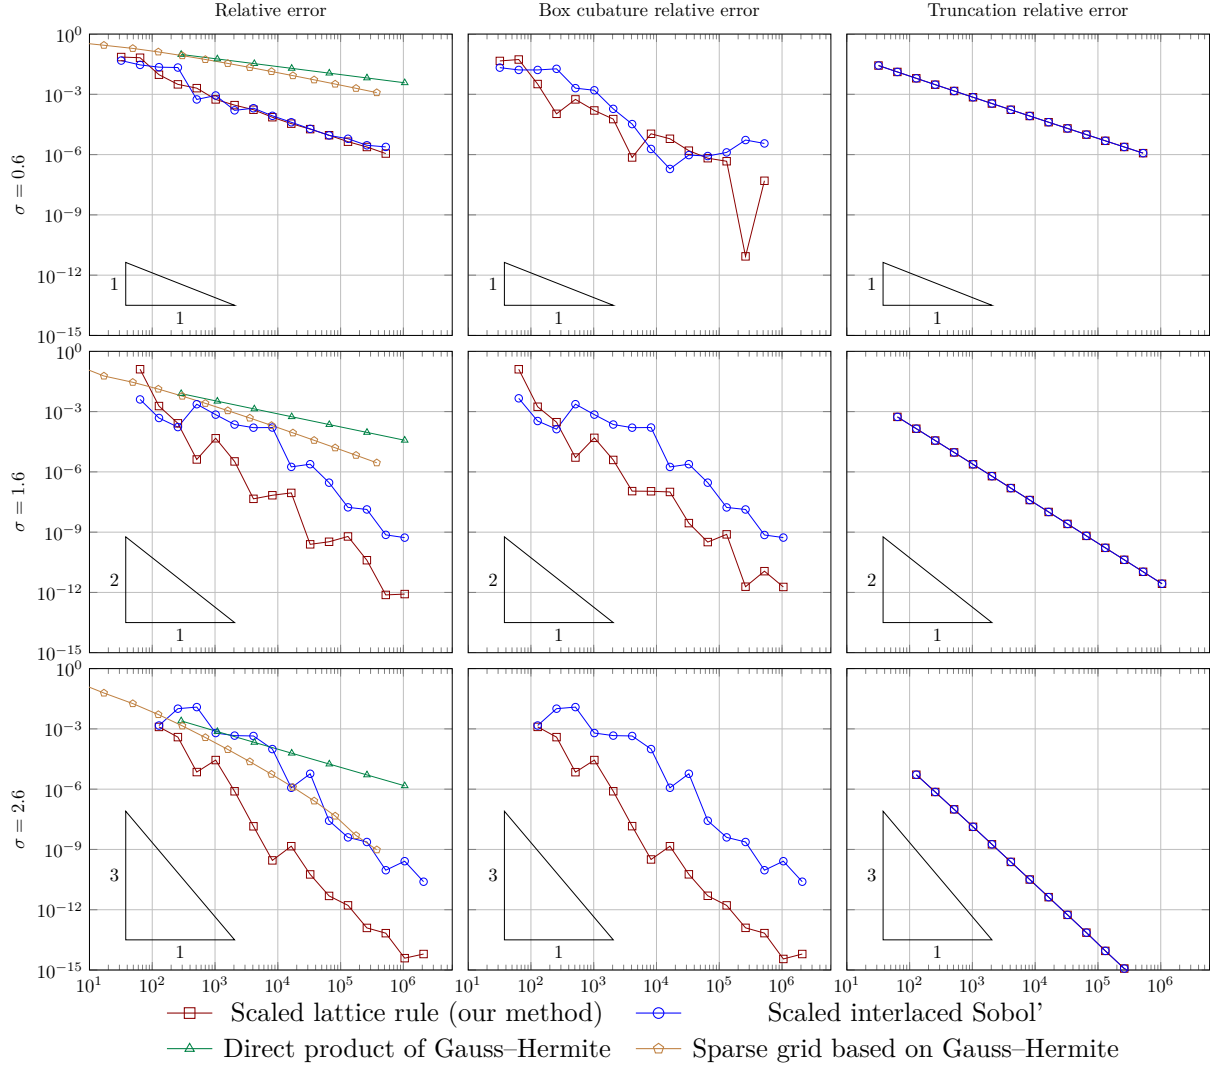 Relative error Box cubature relative error Truncation relative error
10^0
10^−3
10^−6
10^−9
10^−12
10^−15
σ = 0.6
1 1 1
1 1 1
10^0
10^−3
10^−6
10^−9
10^−12
10^−15
σ = 1.6
2 2 2
1 1 1
10^0
10^−3
10^−6
10^−9
10^−12
10^−15
σ = 2.6
3 3 3
1 1 1
10^1 10^2 10^3 10^4 10^5 10^6 10^1 10^2 10^3 10^4 10^5 10^6 10^1 10^2 10^3 10^4 10^5 10^6
Scaled lattice rule (our method) Scaled interlaced Sobol’
Direct product of Gauss–Hermite Sparse grid based on Gauss–Hermite